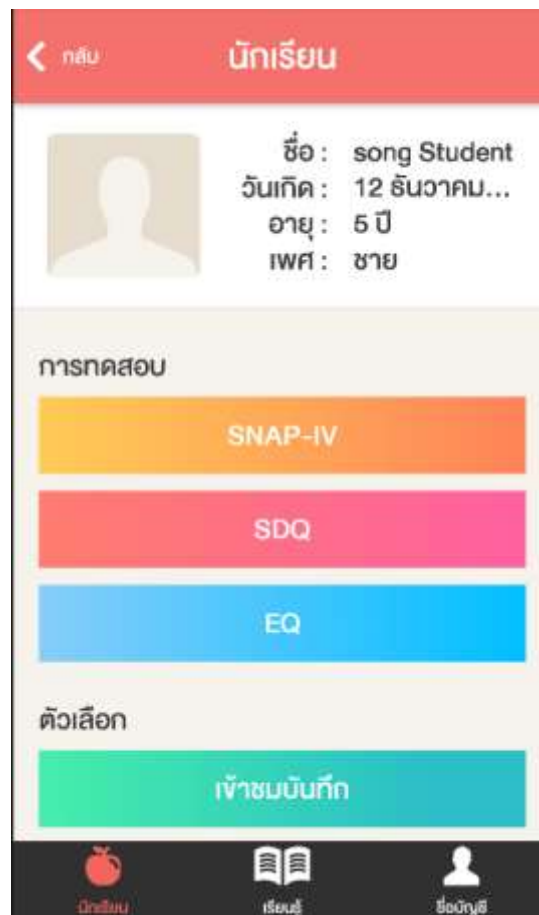 กลับ นักเรียน
ชื่อ : song Student
วันเกิด : 12 ธันวาคม...
อายุ : 5 ปี
เพศ : ชาย
การทดสอบ
SNAP-IV
SDQ
EQ
ตัวเลือก
เข้าชมบันทึก
นักเรียน เรียนรู้ ชื่อบัญชี